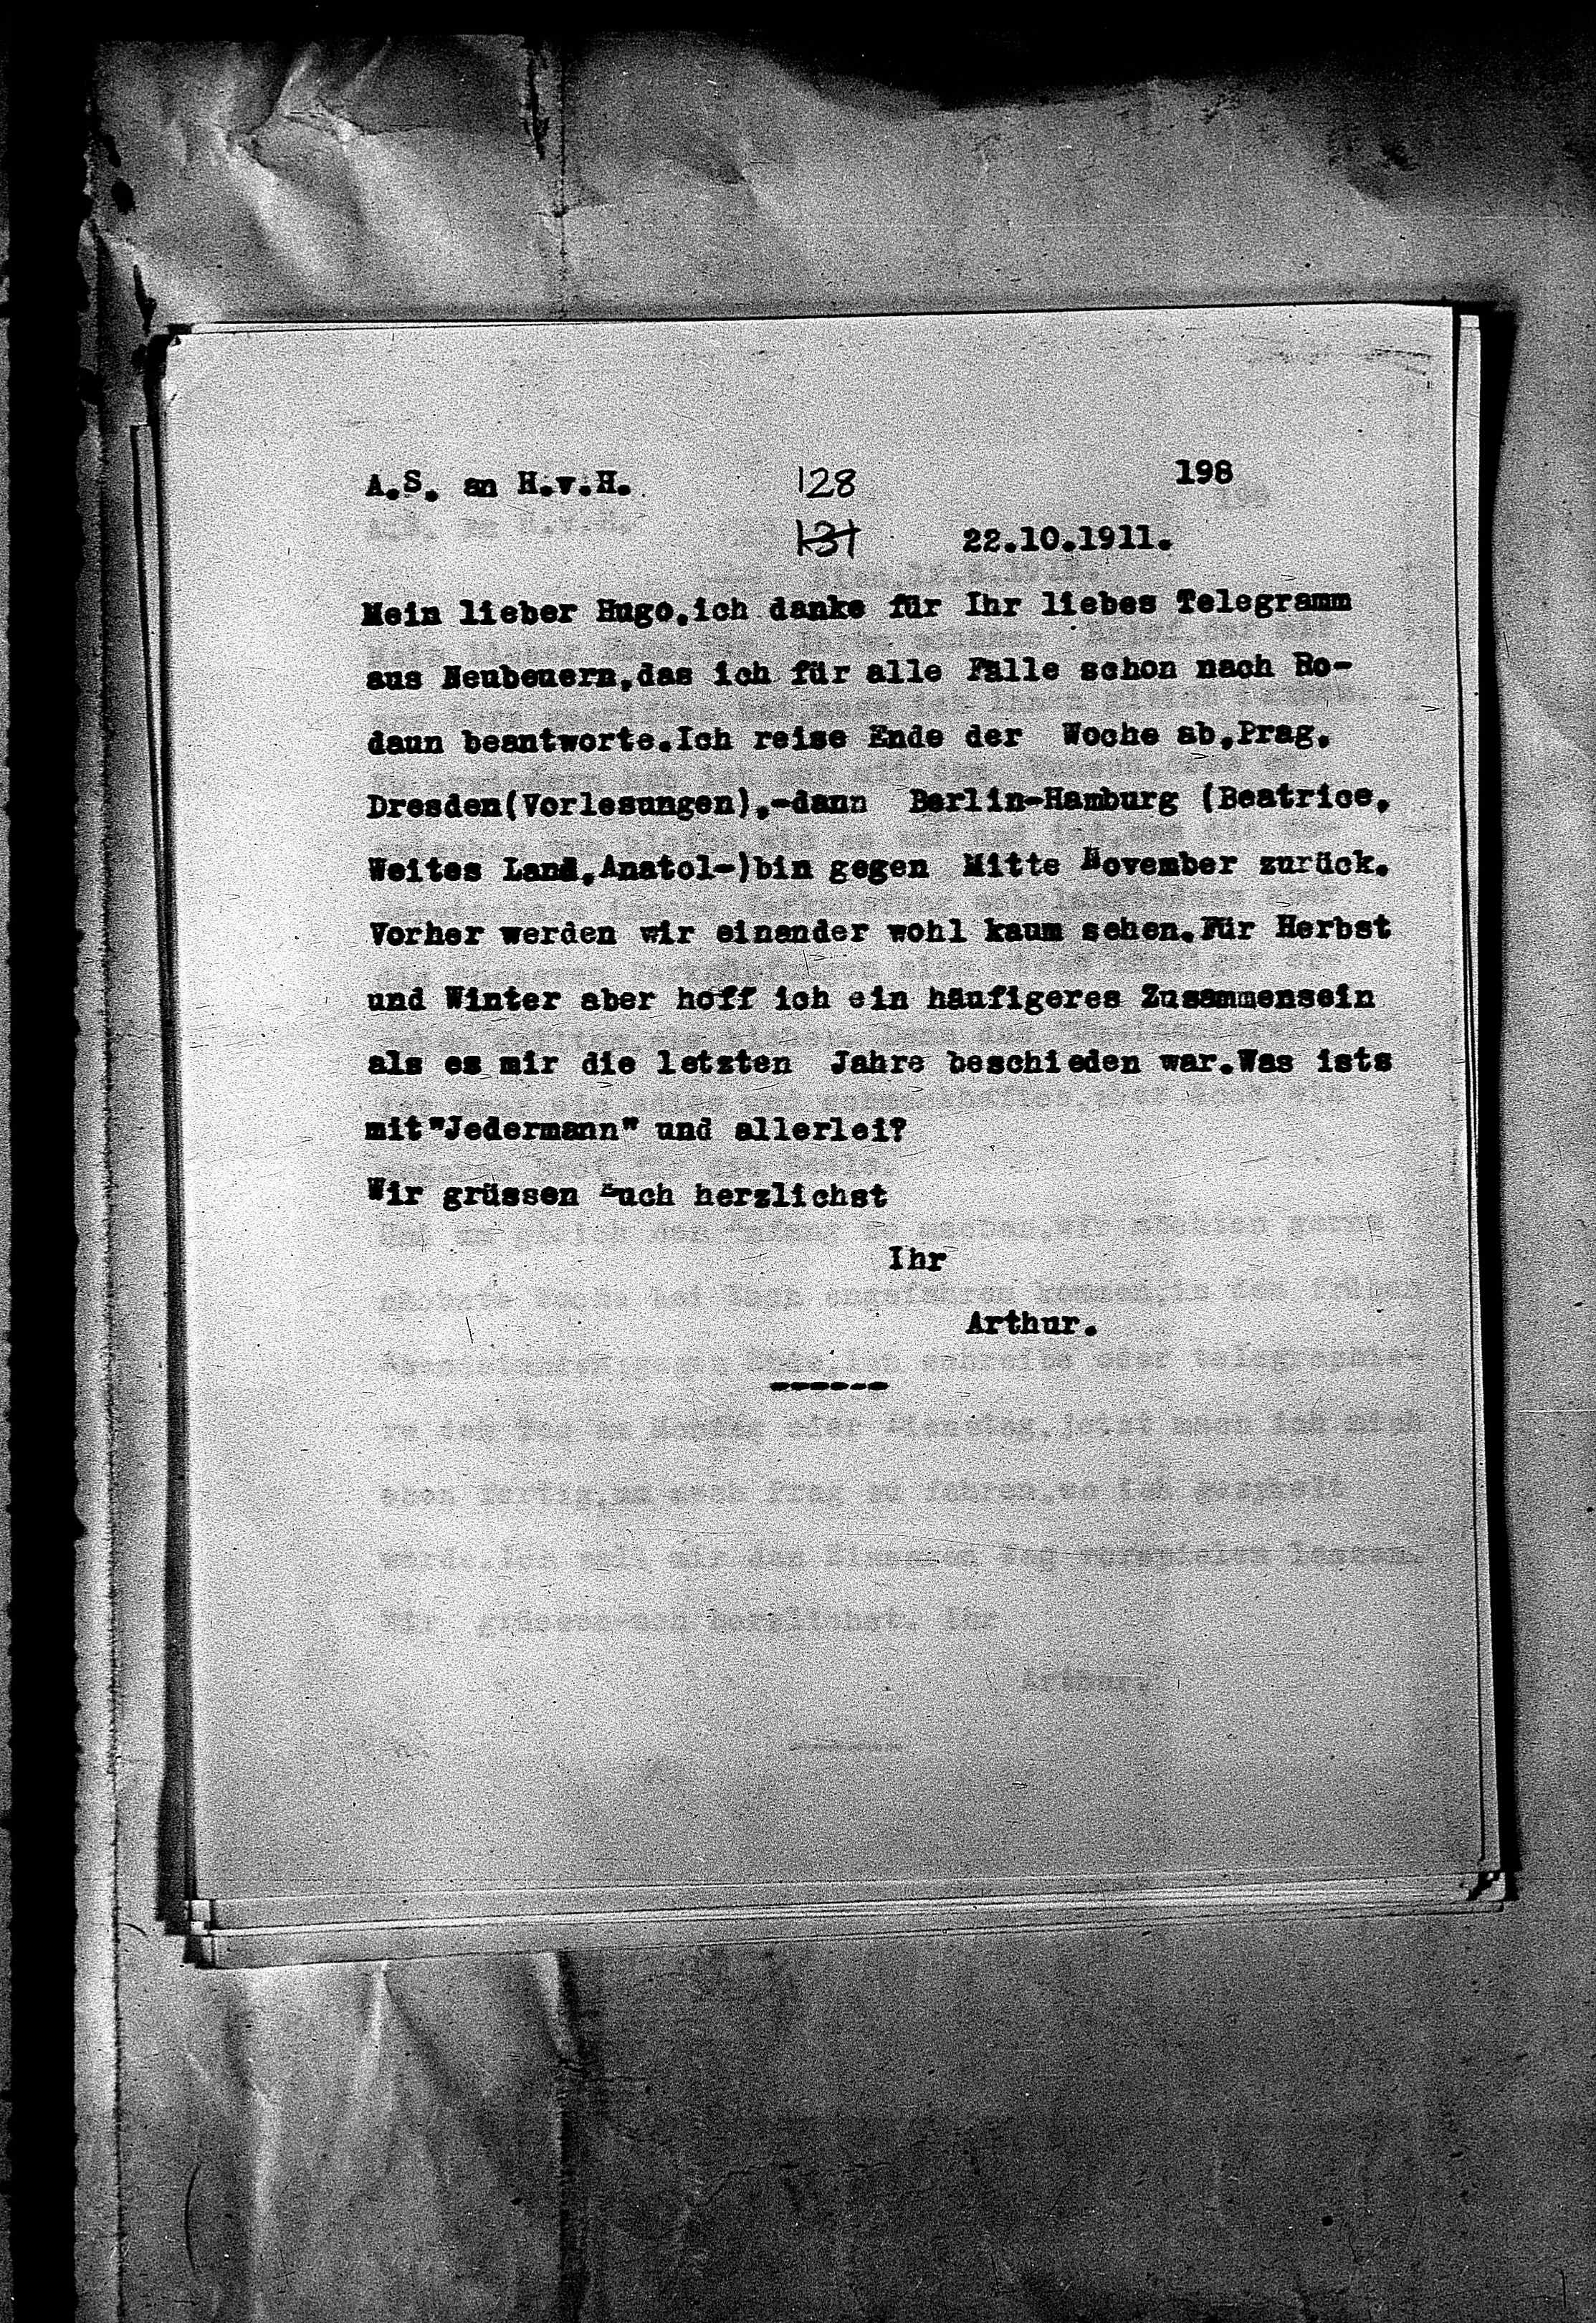 A.S. an H.v.H. 128 198
131 22.10.1911.
Mein lieber Hugo,ich danke für Ihr liebes Telegramm
aus Neubeuern,das ich für alle Fälle schon nach Ro-
daun beantworte.Ich reise Ende der Woche ab,Prag,
Dresden(Vorlesungen),-dann Berlin-Hamburg (Beatrice,
Weites Land,Anatol-)bin gegen Mitte November zurück.
Vorher werden wir einander wohl kaum sehen.Für Herbst
und Winter aber hoff ich ein häufigeres Zusammensein
als es mir die letzten Jahre beschieden war.Was ists
mit"Jedermann" und allerlei?
Wir grüssen Euch herzlichst
Ihr
Arthur.
------